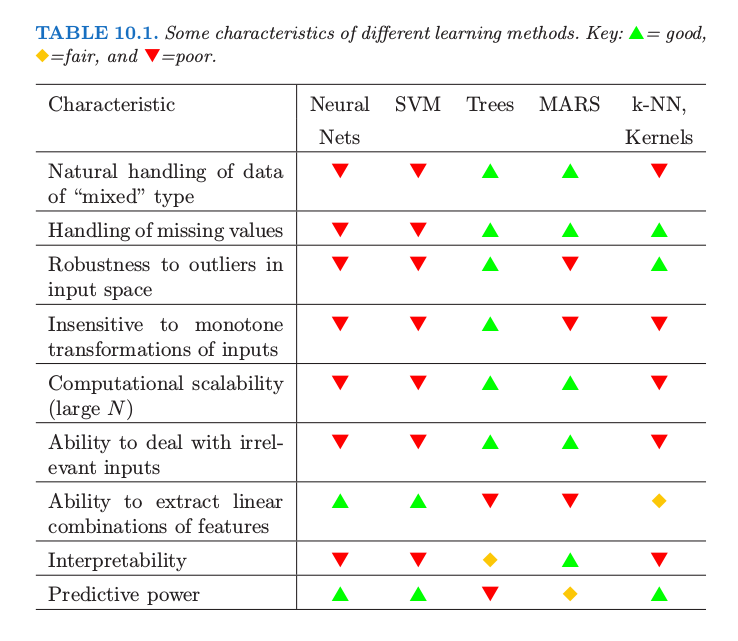 TABLE 10.1. Some characteristics of different learning methods. Key: ▲= good,
◆=fair, and ▼=poor.
Characteristic Neural SVM Trees MARS k-NN,
Nets Kernels
Natural handling of data ▼ ▼ ▲ ▲ ▼
of “mixed” type
Handling of missing values ▼ ▼ ▲ ▲ ▲
Robustness to outliers in ▼ ▼ ▲ ▼ ▲
input space
Insensitive to monotone ▼ ▼ ▲ ▼ ▼
transformations of inputs
Computational scalability ▼ ▼ ▲ ▲ ▼
(large N)
Ability to deal with irrel- ▼ ▼ ▲ ▲ ▼
evant inputs
Ability to extract linear ▲ ▲ ▼ ▼ ◆
combinations of features
Interpretability ▼ ▼ ◆ ▲ ▼
Predictive power ▲ ▲ ▼ ◆ ▲